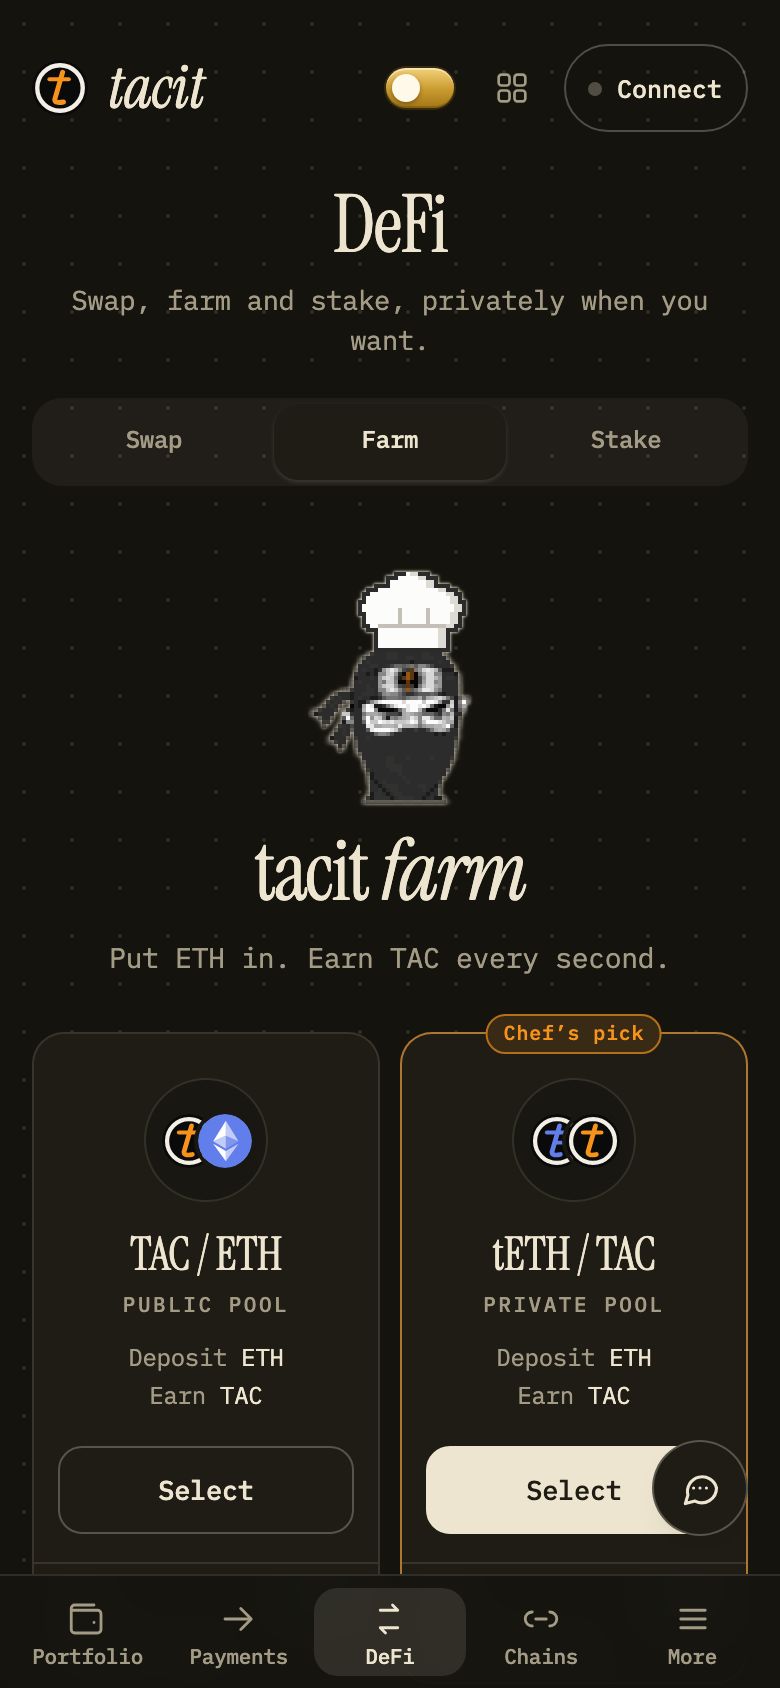 tacit
Connect
DeFi
Swap, farm and stake, privately when you
want.
Swap
Farm
Stake
tacit farm
Put ETH in. Earn TAC every second.
Chef’s pick
TAC / ETH
PUBLIC POOL
Deposit ETH
Earn TAC
Select
tETH / TAC
PRIVATE POOL
Deposit ETH
Earn TAC
Select
Portfolio
Payments
DeFi
Chains
More